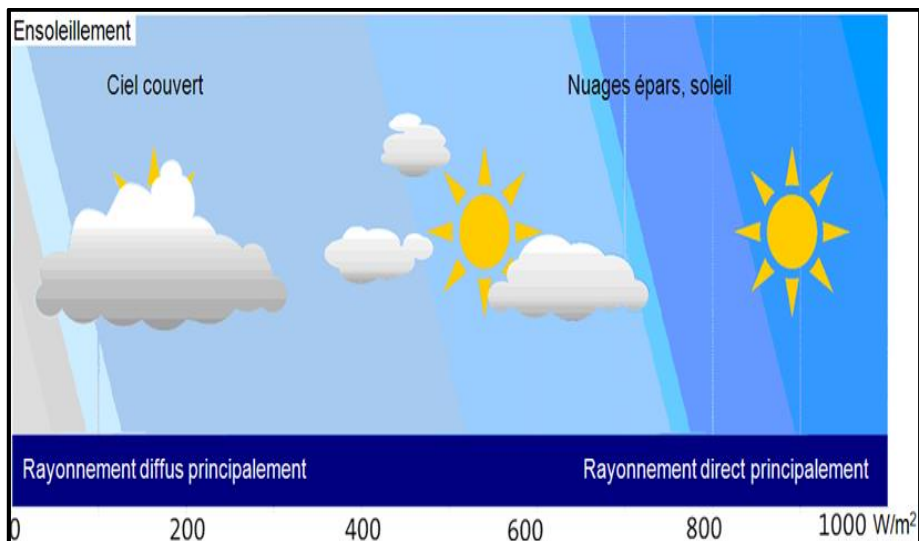 Ensoleillement
Ciel couvert
Nuages épars, soleil
Rayonnement diffus principalement
Rayonnement direct principalement
0 200 400 600 800 1000 W/m²